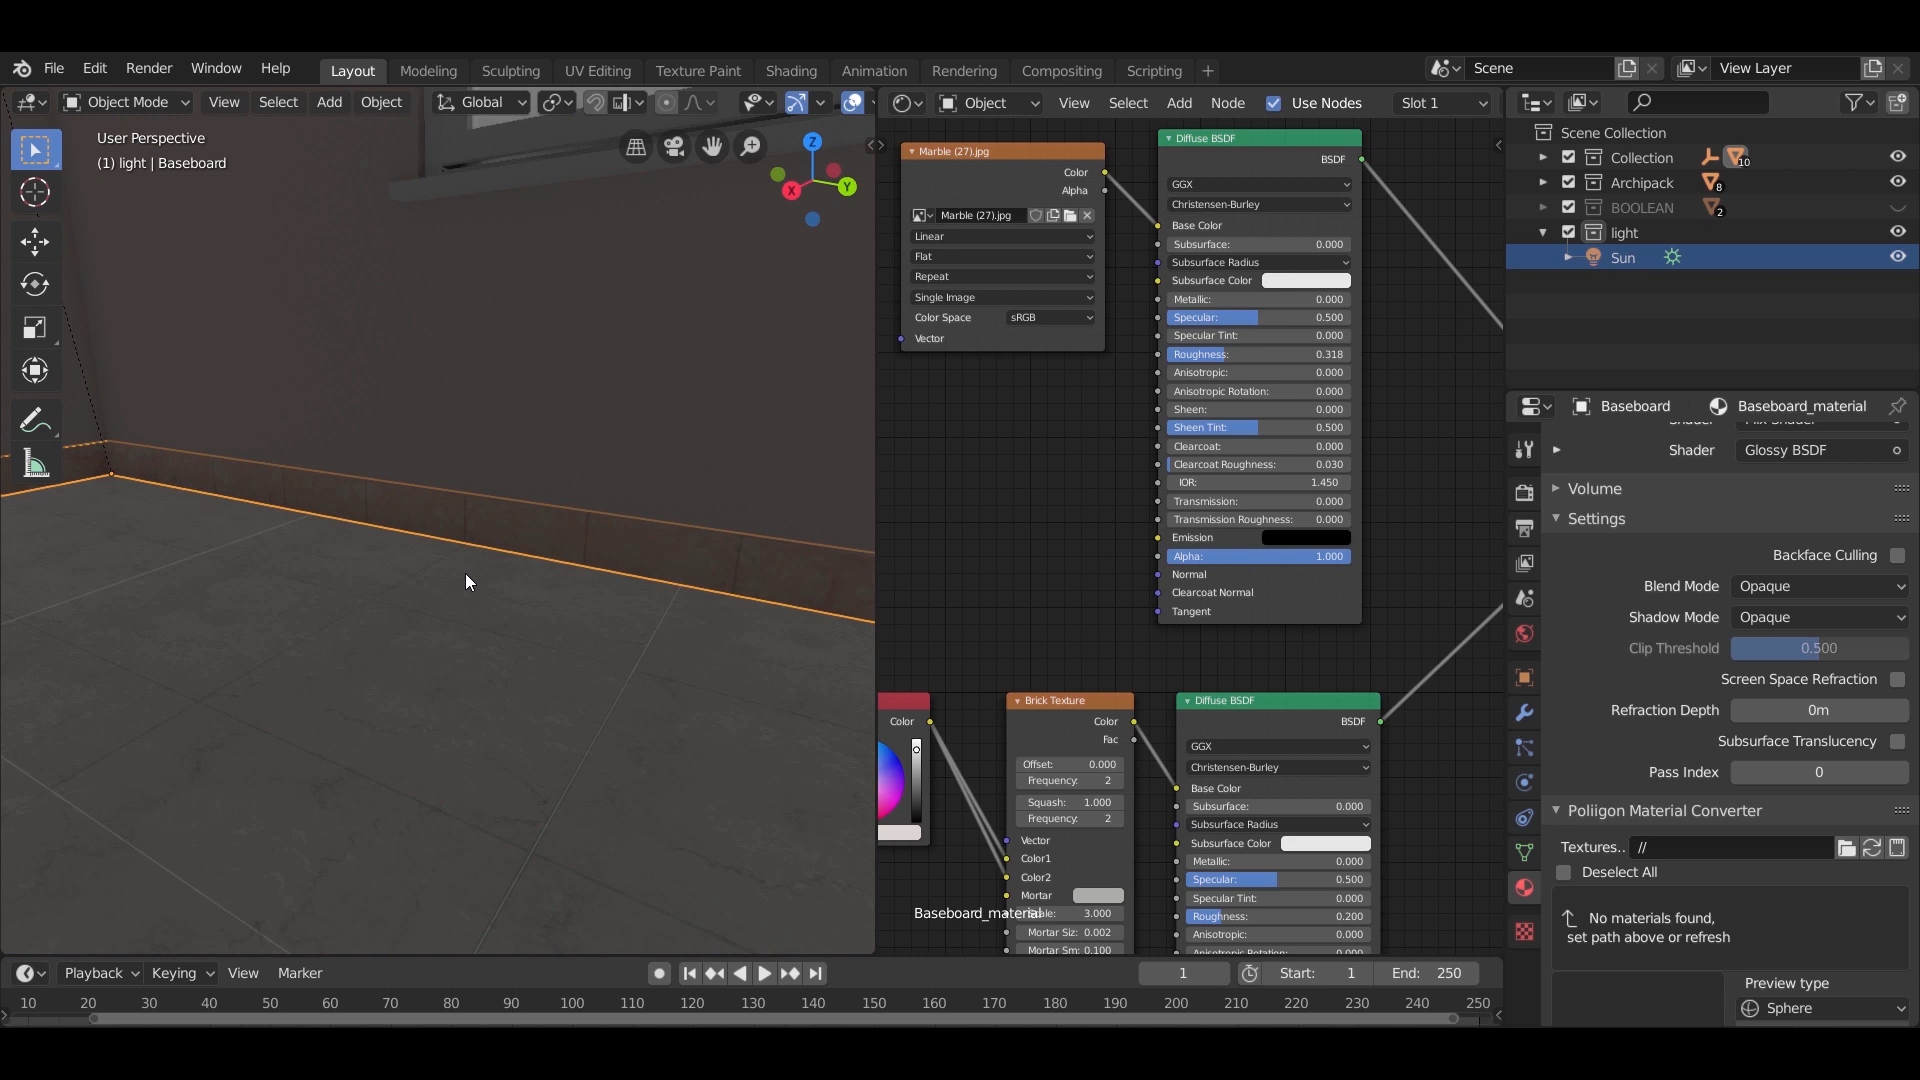 File Edit Render Window Help Layout Modeling Sculpting UV Editing Texture Paint Shading Animation Rendering Compositing Scripting + Scene View Layer
Object Mode View Select Add Object Global
Object View Select Add Node Use Nodes Slot 1
User Perspective
(1) light | Baseboard
Z
X
Y
Marble (27).jpg
Color
Alpha
Marble (27).jpg
Linear
Flat
Repeat
Single Image
Color Space sRGB
Vector
Diffuse BSDF
BSDF
GGX
Christensen-Burley
Base Color
Subsurface: 0.000
Subsurface Radius
Subsurface Color
Metallic: 0.000
Specular: 0.500
Specular Tint: 0.000
Roughness: 0.318
Anisotropic: 0.000
Anisotropic Rotation: 0.000
Sheen: 0.000
Sheen Tint: 0.500
Clearcoat: 0.000
Clearcoat Roughness: 0.030
IOR: 1.450
Transmission: 0.000
Transmission Roughness: 0.000
Emission
Alpha: 1.000
Normal
Clearcoat Normal
Tangent
Color
Brick Texture
Color
Fac
Offset: 0.000
Frequency: 2
Squash: 1.000
Frequency: 2
Vector
Color1
Color2
Mortar
3.000
Mortar Siz: 0.002
Mortar Sm: 0.100
Baseboard_material
Diffuse BSDF
BSDF
GGX
Christensen-Burley
Base Color
Subsurface: 0.000
Subsurface Radius
Subsurface Color
Metallic: 0.000
Specular: 0.500
Specular Tint: 0.000
Roughness: 0.200
Anisotropic: 0.000
Scene Collection
Collection 10
Archipack 8
BOOLEAN 2
light
Sun
Baseboard Baseboard_material
Shader Glossy BSDF
Volume
Settings
Backface Culling
Blend Mode Opaque
Shadow Mode Opaque
Clip Threshold 0.500
Screen Space Refraction
Refraction Depth 0m
Subsurface Translucency
Pass Index 0
Poliigon Material Converter
Textures.. //
Deselect All
No materials found,
set path above or refresh
Preview type
Sphere
Playback Keying View Marker 1 Start: 1 End: 250
10 20 30 40 50 60 70 80 90 100 110 120 130 140 150 160 170 180 190 200 210 220 230 240 250